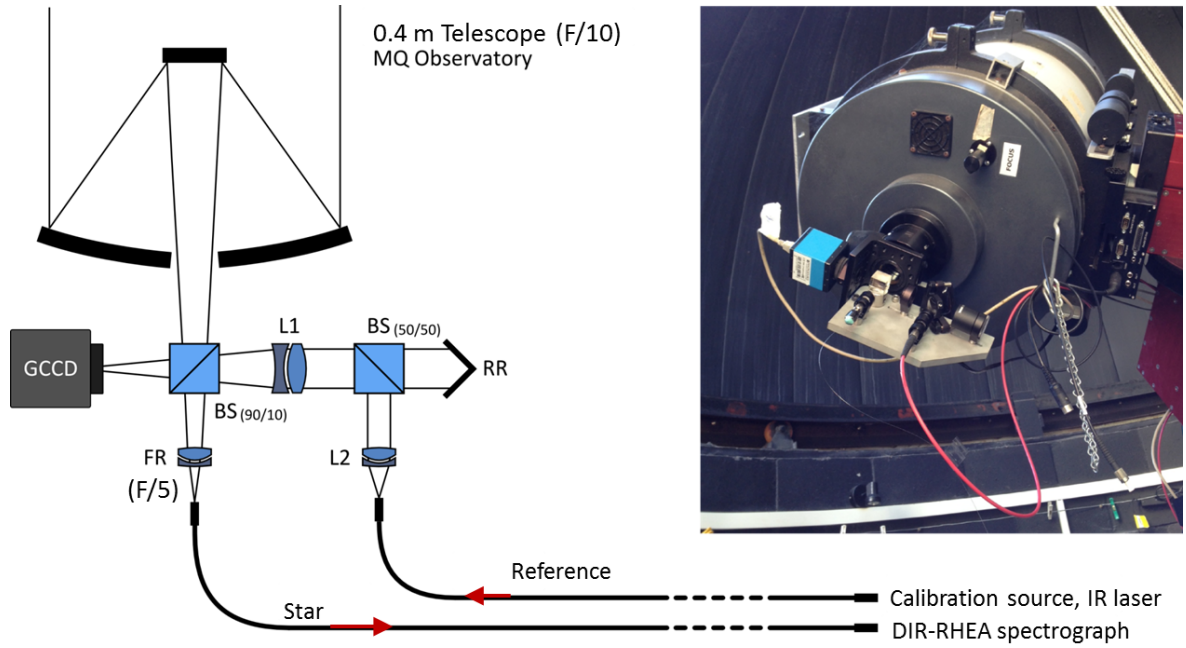 0.4 m Telescope (F/10)
MQ Observatory
L1
BS (50/50)
GCCD
RR
BS (90/10)
FR
(F/5)
L2
Reference
Star
Calibration source, IR laser
DIR-RHEA spectrograph
FOCUS